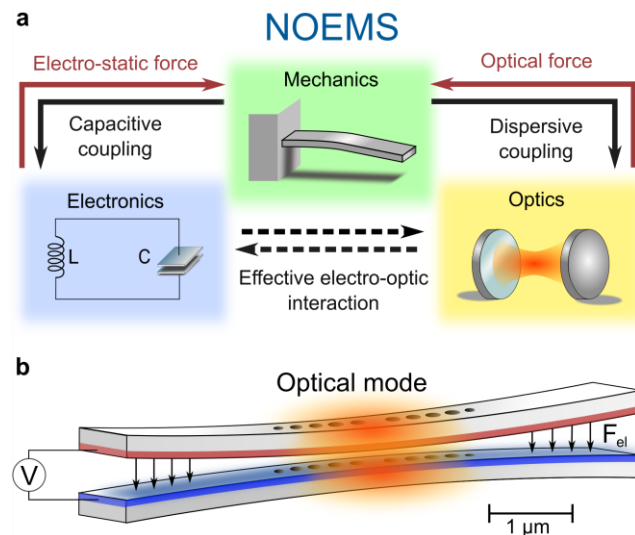 a
NOEMS
Electro-static force
Mechanics
Optical force
Capacitive
coupling
Dispersive
coupling
Electronics
L
C
Effective electro-optic
interaction
Optics
b
Optical mode
V
Fel
1 μm